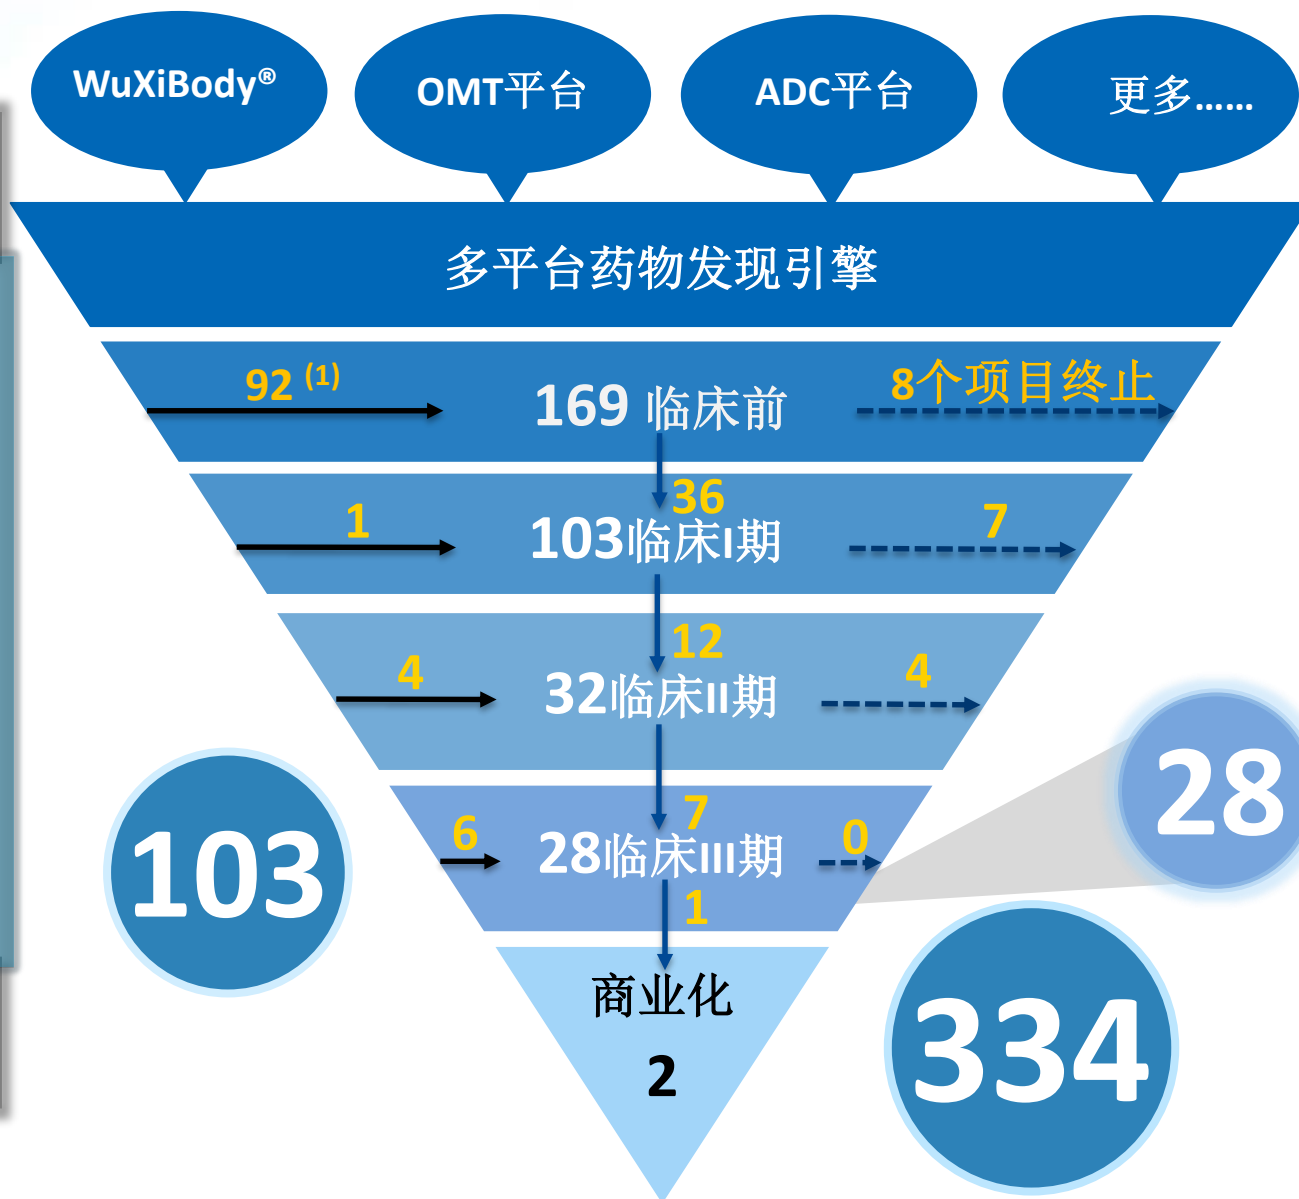 WuXiBody®
OMT平台
ADC平台
更多......
多平台药物发现引擎
92 (1)
169 临床前
8个项目终止
36
1
103临床I期
7
12
4
32临床II期
4
7
6
28临床III期
0
1
28
103
商业化
2
334